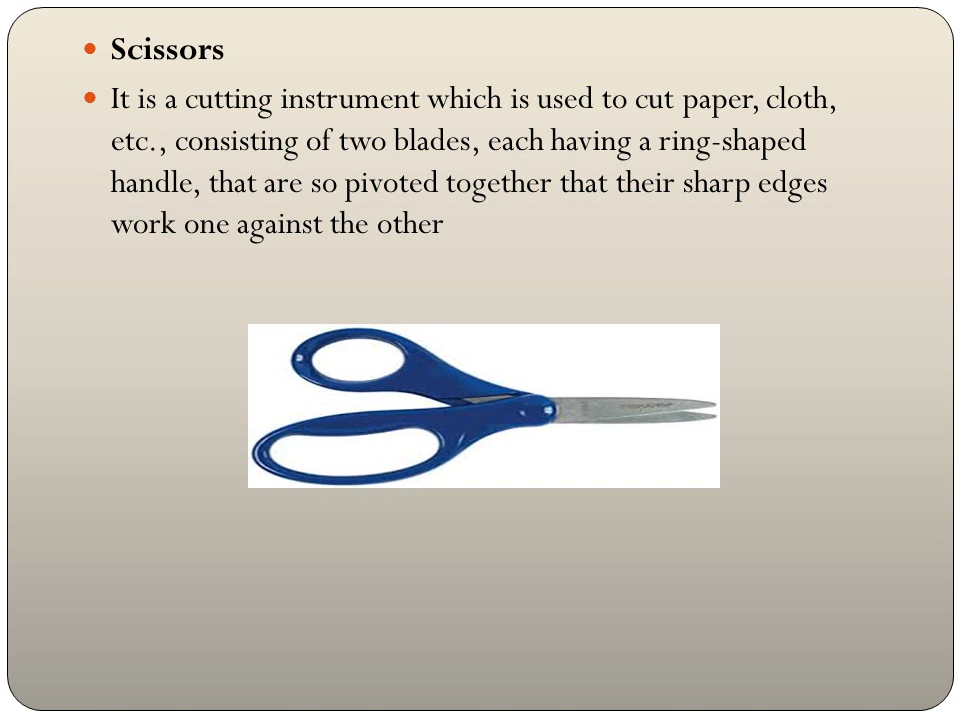 Scissors
It is a cutting instrument which is used to cut paper, cloth,
etc., consisting of two blades, each having a ring-shaped
handle, that are so pivoted together that their sharp edges
work one against the other